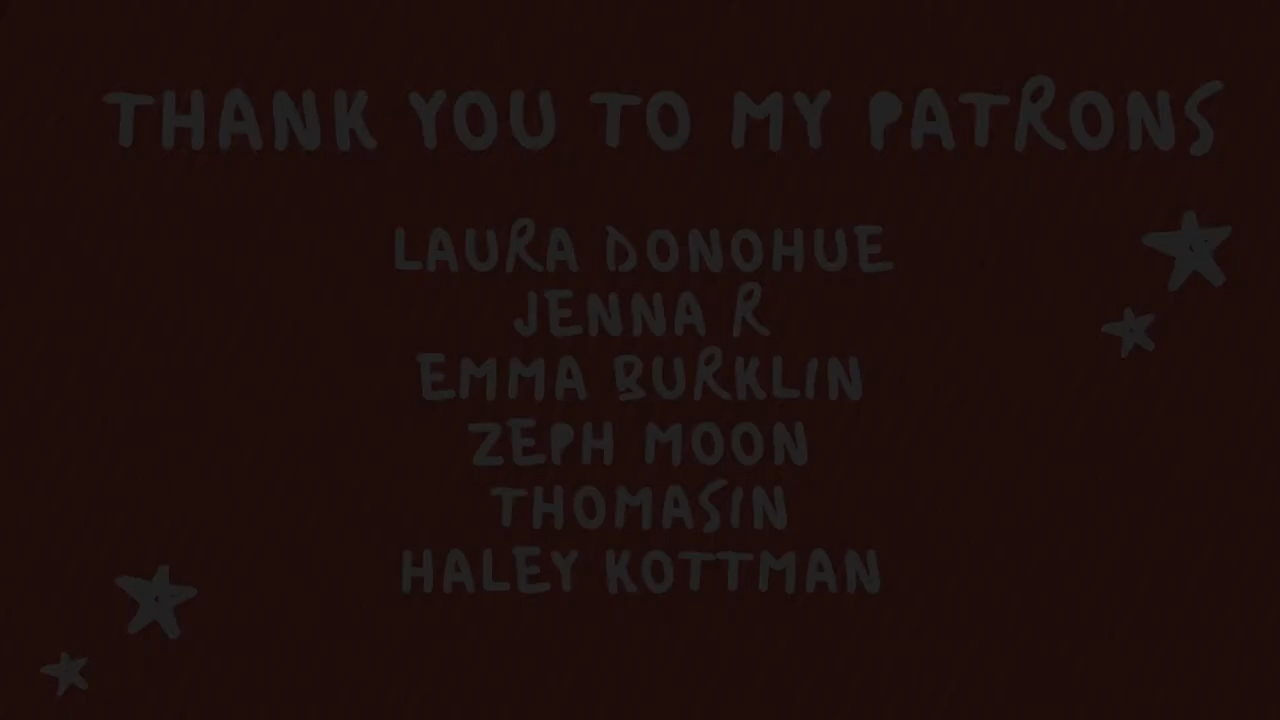 THANK YOU TO MY PATRONS
LAURA DONOHUE
JENNA R
EMMA BURKLIN
ZEPH MOON
THOMASIN
HALEY KOTTMAN